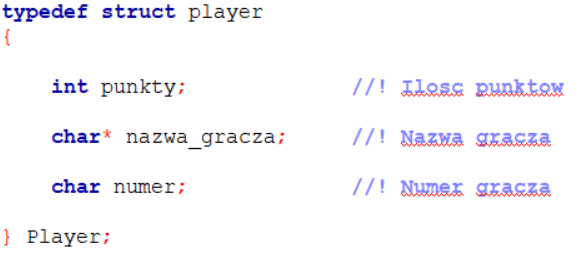 typedef struct player
{
int punkty; //! Ilosc punktow
char* nazwa_gracza; //! Nazwa gracza
char numer; //! Numer gracza
} Player;